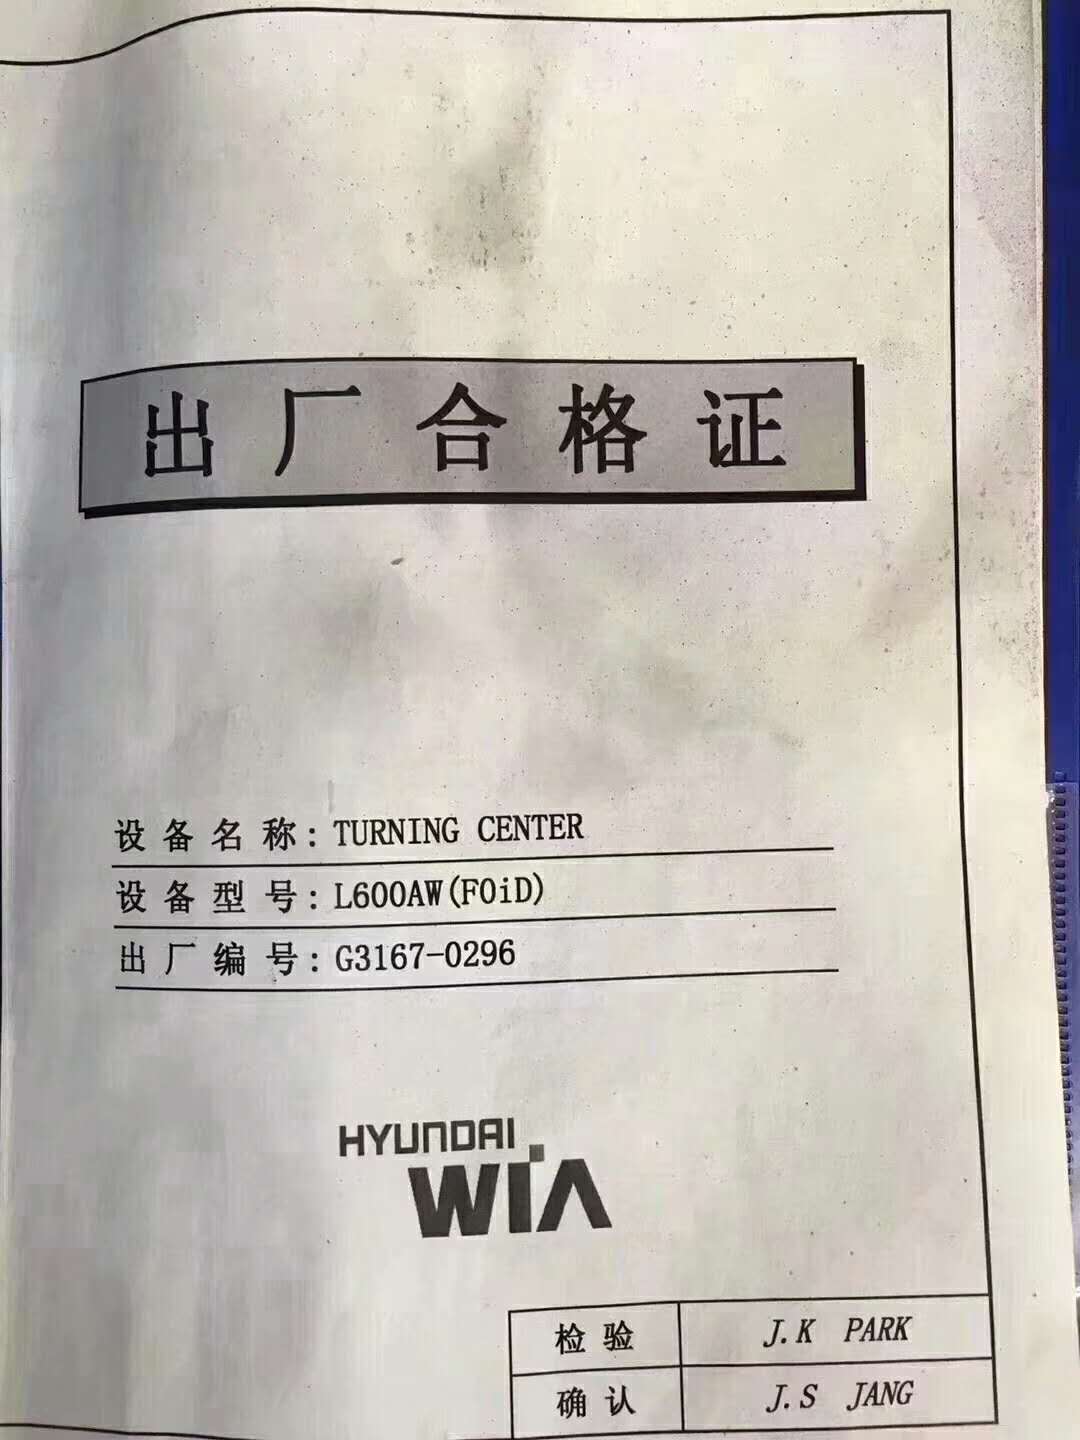 出厂合格证
设备名称: TURNING CENTER
设备型号: L600AW(F0iD)
出厂编号: G3167-0296
HYUNDAI
WIA
检验 J.K PARK
确认 J.S JANG